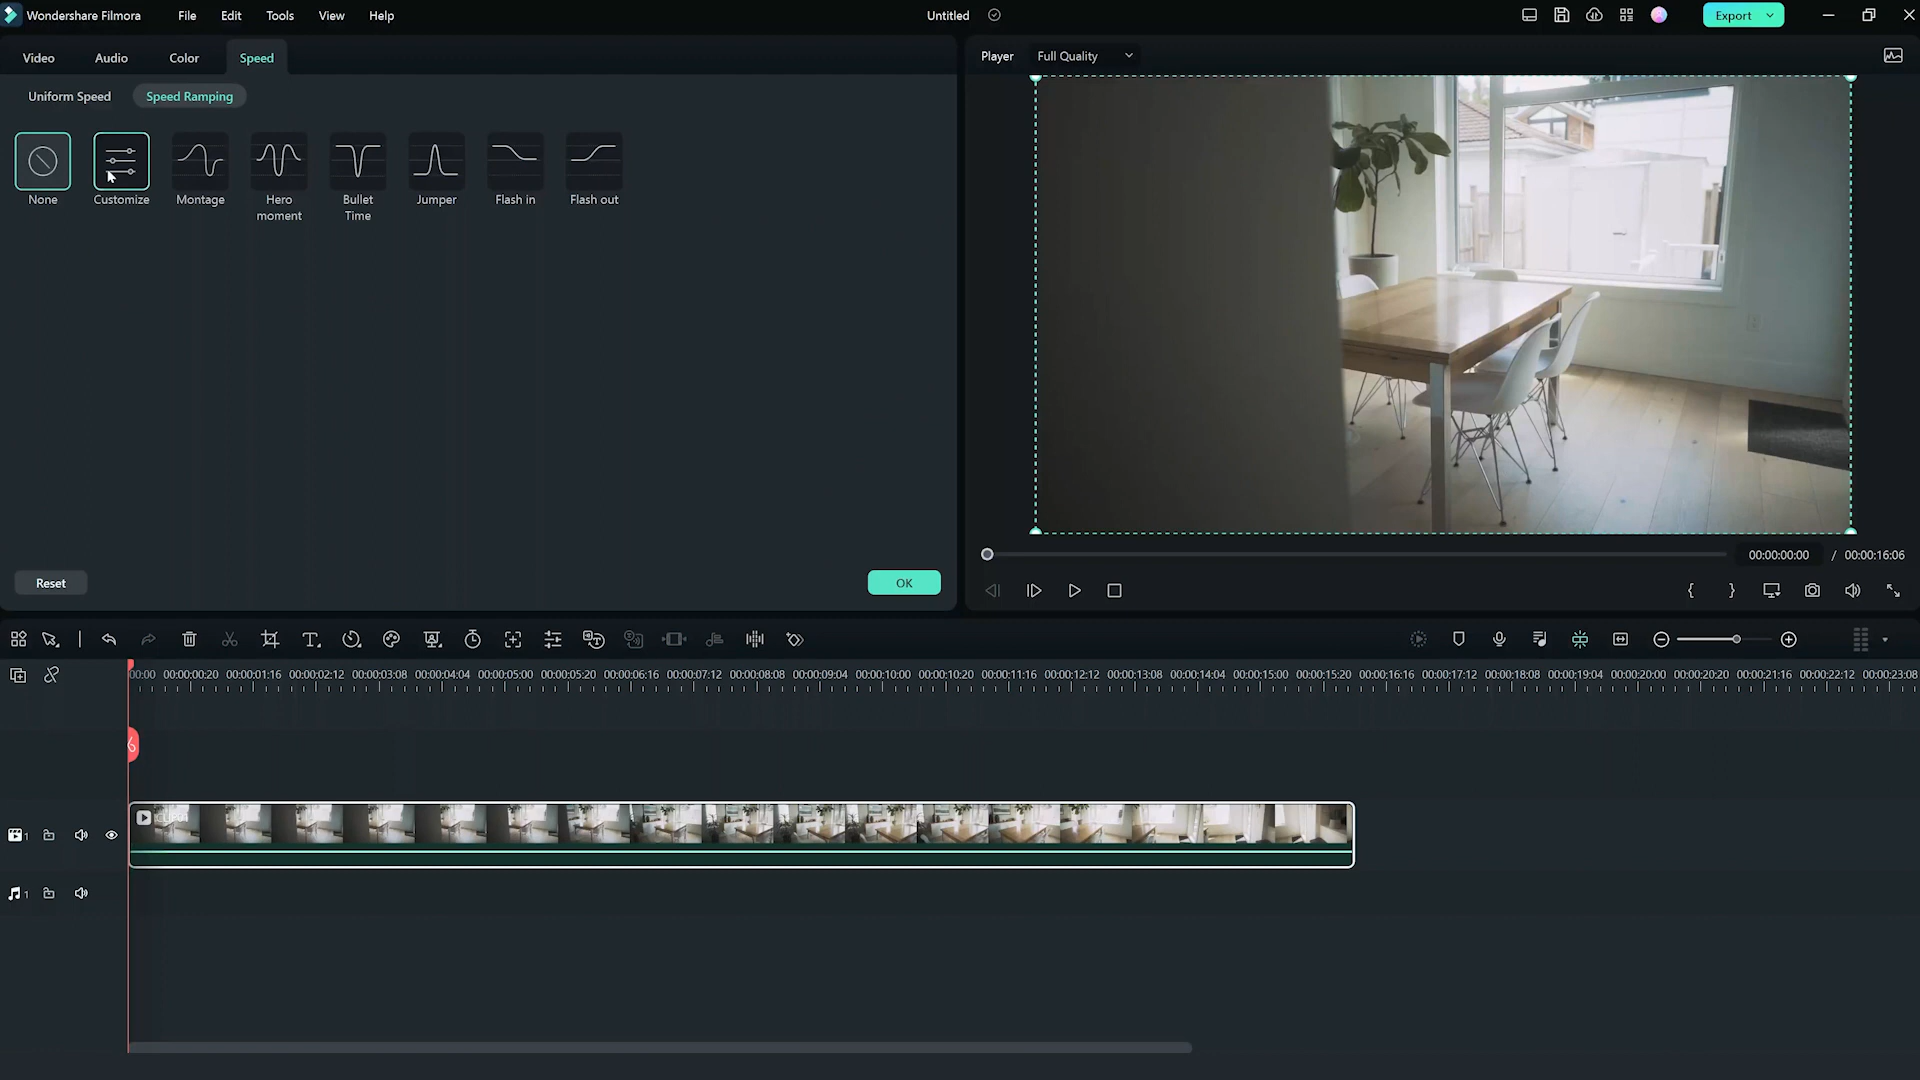 Wondershare Filmora File Edit Tools View Help Untitled Export
Video Audio Color Speed
Player Full Quality
Uniform Speed Speed Ramping
None Customize Montage Hero moment Bullet Time Jumper Flash in Flash out
00:00:00:00 / 00:00:16:06
Reset OK
00:00 00:00:00:20 00:00:01:16 00:00:02:12 00:00:03:08 00:00:04:04 00:00:05:00 00:00:05:20 00:00:06:16 00:00:07:12 00:00:08:08 00:00:09:04 00:00:10:00 00:00:10:20 00:00:11:16 00:00:12:12 00:00:13:08 00:00:14:04 00:00:15:00 00:00:15:20 00:00:16:16 00:00:17:12 00:00:18:08 00:00:19:04 00:00:20:00 00:00:20:20 00:00:21:16 00:00:22:12 00:00:23:08
1
1